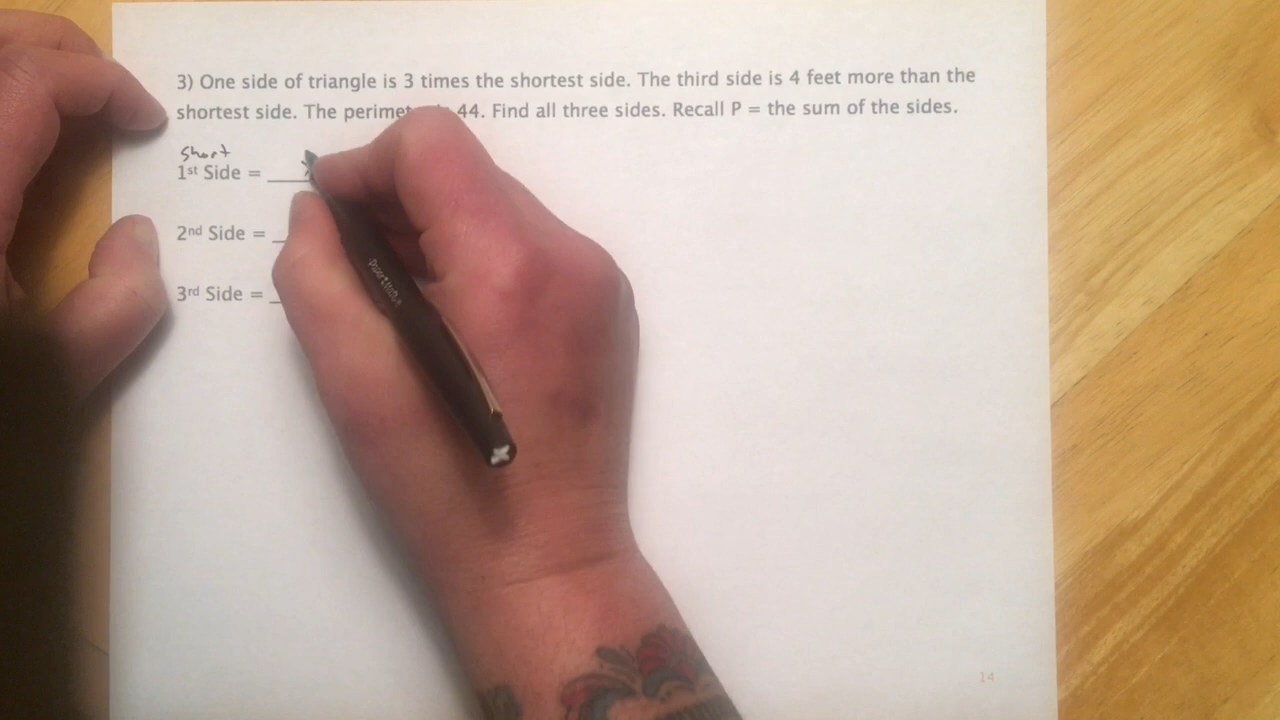 3) One side of triangle is 3 times the shortest side. The third side is 4 feet more than the
shortest side. The 44. Find all three sides. Recall P = the sum of the sides.
Short
1st Side = ____
2nd Side = _
3rd Side = _
Papermate
14